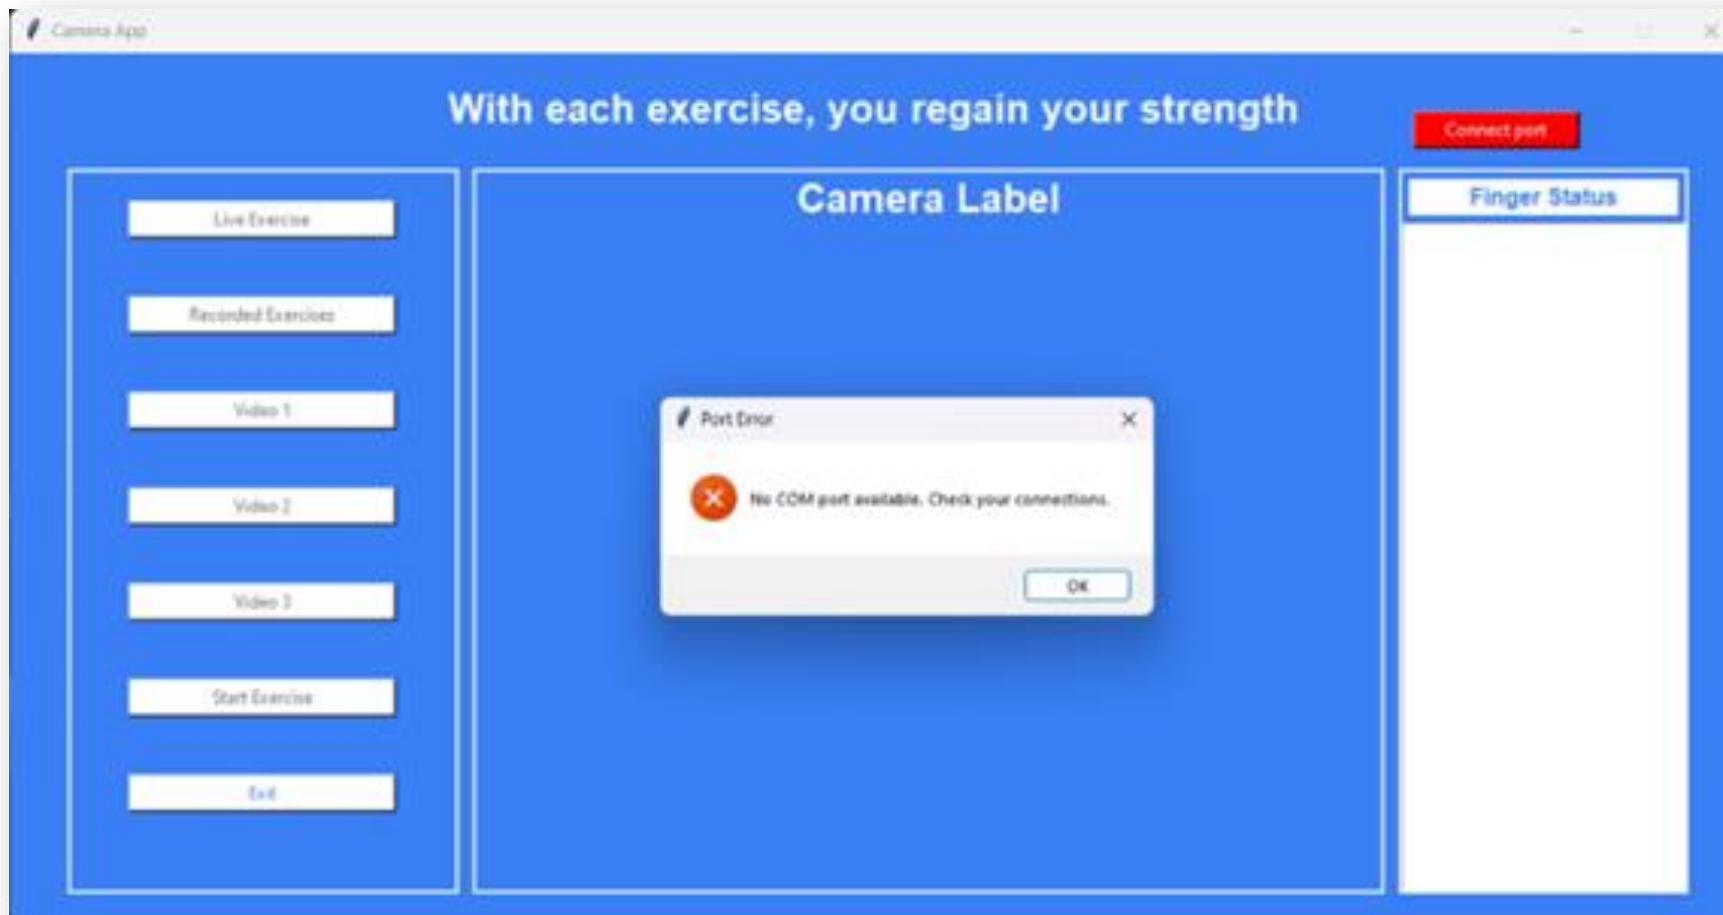 Camera App
With each exercise, you regain your strength
Connect port
Live Exercise
Recorded Exercises
Video 1
Video 2
Video 3
Start Exercise
Exit
Camera Label
Port Error
No COM port available. Check your connections.
OK
Finger Status